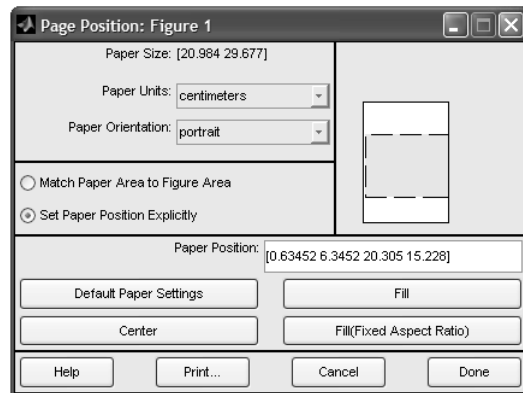 Page Position: Figure 1
Paper Size: [20.984 29.677]
Paper Units: centimeters
Paper Orientation: portrait
Match Paper Area to Figure Area
Set Paper Position Explicitly
Paper Position: [0.63452 6.3452 20.305 15.228]
Default Paper Settings Fill
Center Fill(Fixed Aspect Ratio)
Help Print... Cancel Done